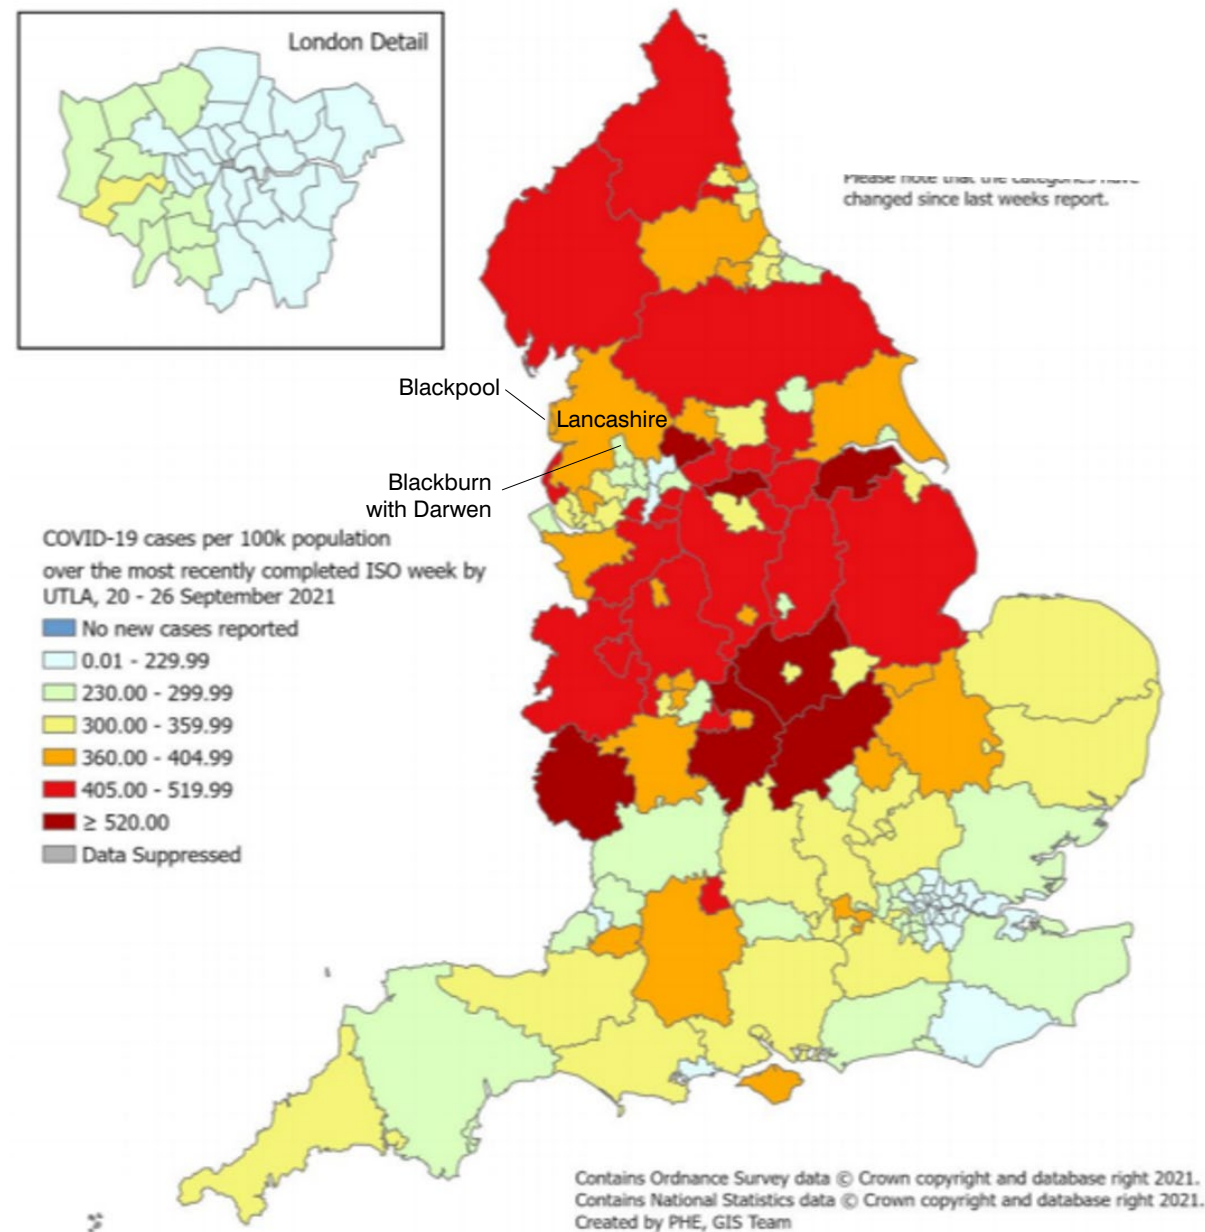 London Detail
Please note that the categories have
changed since last weeks report.
Blackpool
Lancashire
Blackburn
with Darwen
COVID-19 cases per 100k population
over the most recently completed ISO week by
UTLA, 20 - 26 September 2021
No new cases reported
0.01 - 229.99
230.00 - 299.99
300.00 - 359.99
360.00 - 404.99
405.00 - 519.99
≥ 520.00
Data Suppressed
Contains Ordnance Survey data © Crown copyright and database right 2021.
Contains National Statistics data © Crown copyright and database right 2021.
Created by PHE, GIS Team